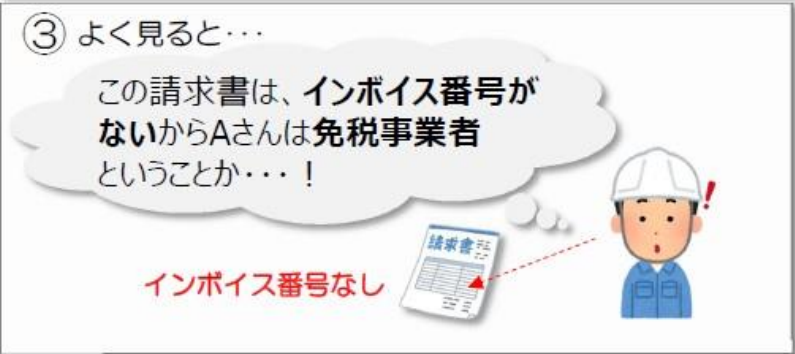 ③ よく見ると･･･
この請求書は、インボイス番号が
ないからAさんは免税事業者
ということか・・・！
請求書
インボイス番号なし